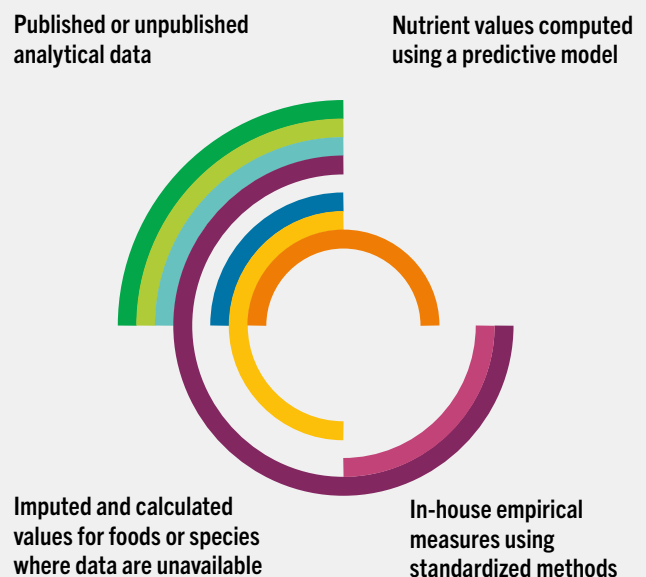 Published or unpublished
analytical data
Nutrient values computed
using a predictive model
Imputed and calculated
values for foods or species
where data are unavailable
In-house empirical
measures using
standardized methods